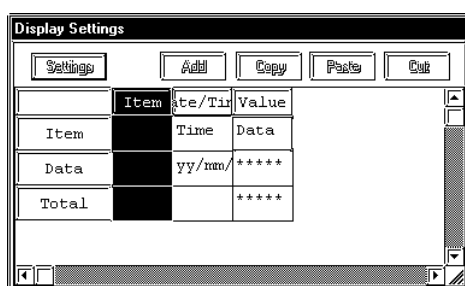 Display Settings
Settings Add Copy Paste Cut
Item ate/Tir Value
Item Time Data
Data yy/mm/ *****
Total *****